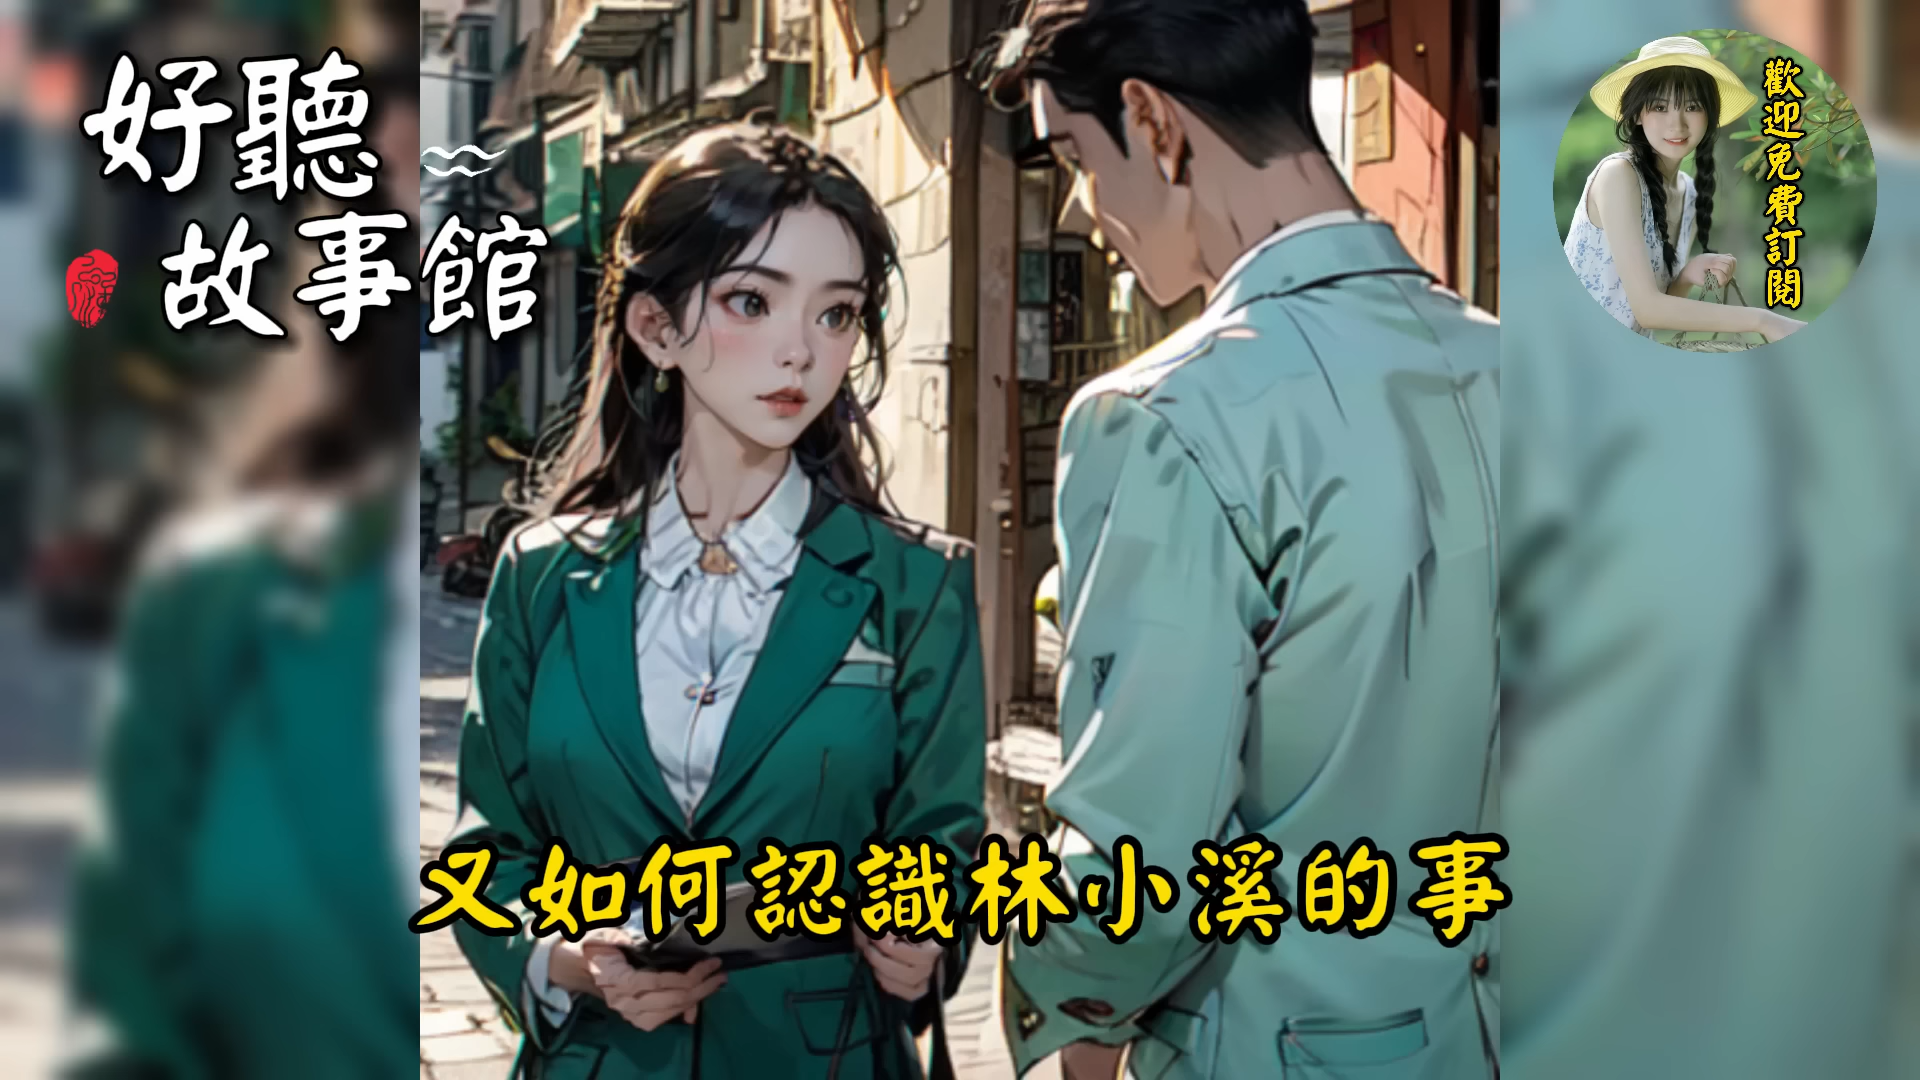 好聽
故事館
歡迎免費訂閱
又如何認識林小溪的事